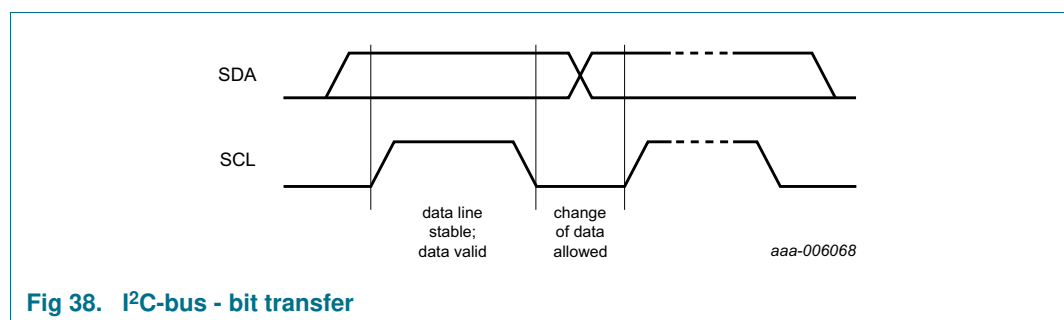 SDA
SCL
data line
stable;
data valid
change
of data
allowed
aaa-006068
Fig 38. I²C-bus - bit transfer